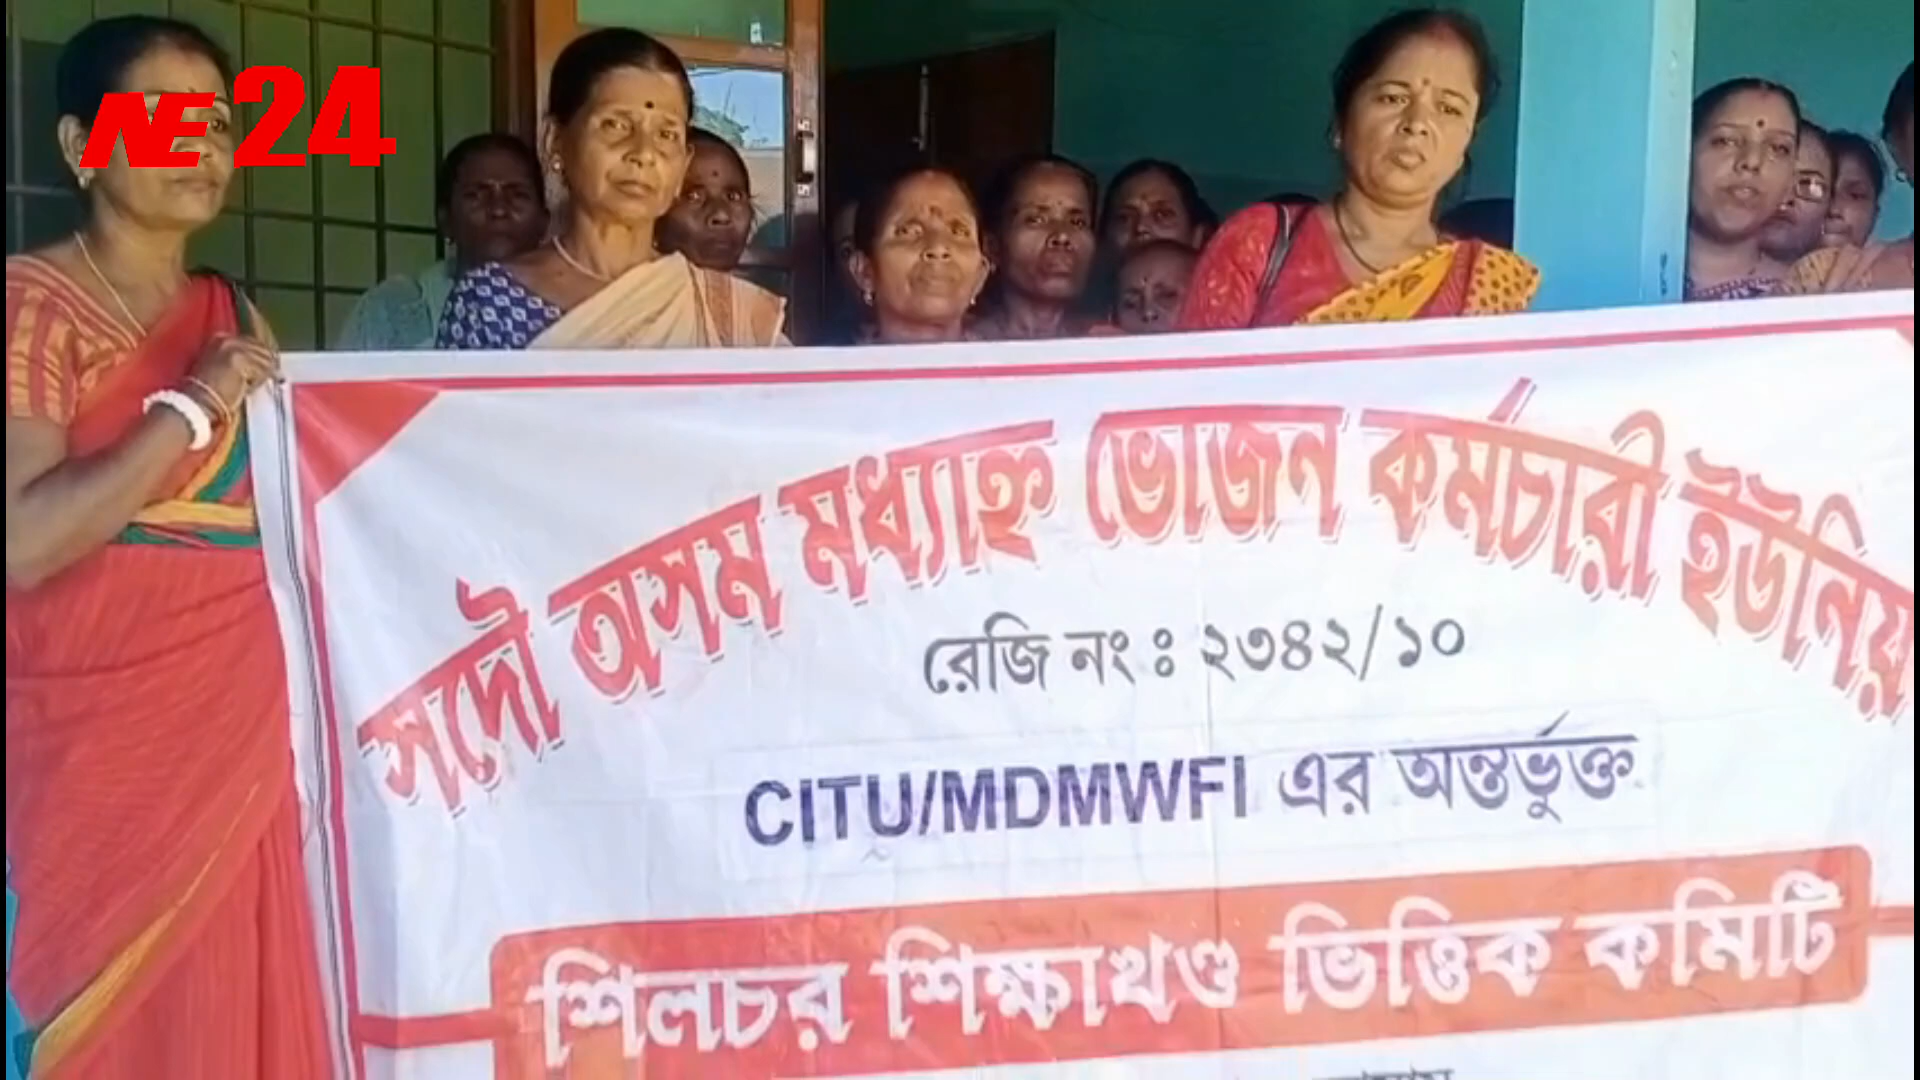 NE 24
সদৌ অসম মধ্যাহ্ন ভোজন কর্মচারী ইউনিয়
রেজি নং ঃ ২৩৪২/১০
CITU/MDMWFI এর অন্তর্ভুক্ত
শিলচর শিক্ষাখণ্ড ভিত্তিক কমিটি